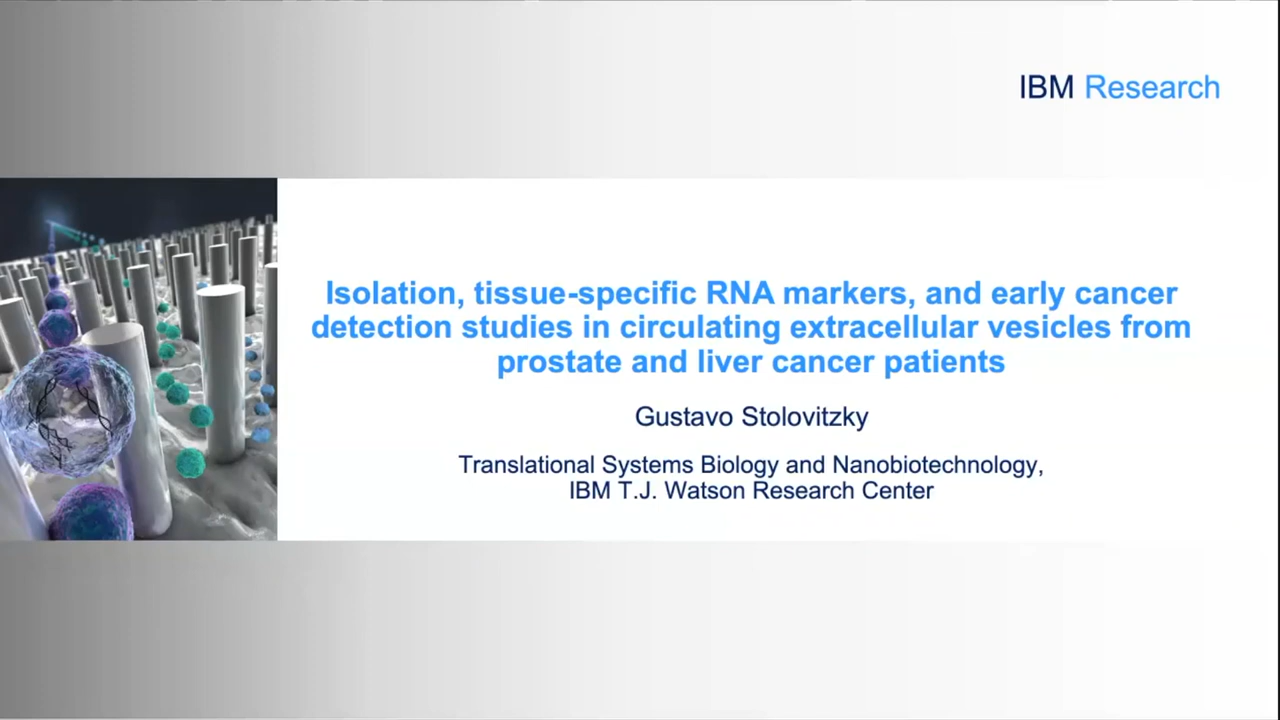 IBM Research
Isolation, tissue-specific RNA markers, and early cancer
detection studies in circulating extracellular vesicles from
prostate and liver cancer patients
Gustavo Stolovitzky
Translational Systems Biology and Nanobiotechnology,
IBM T.J. Watson Research Center